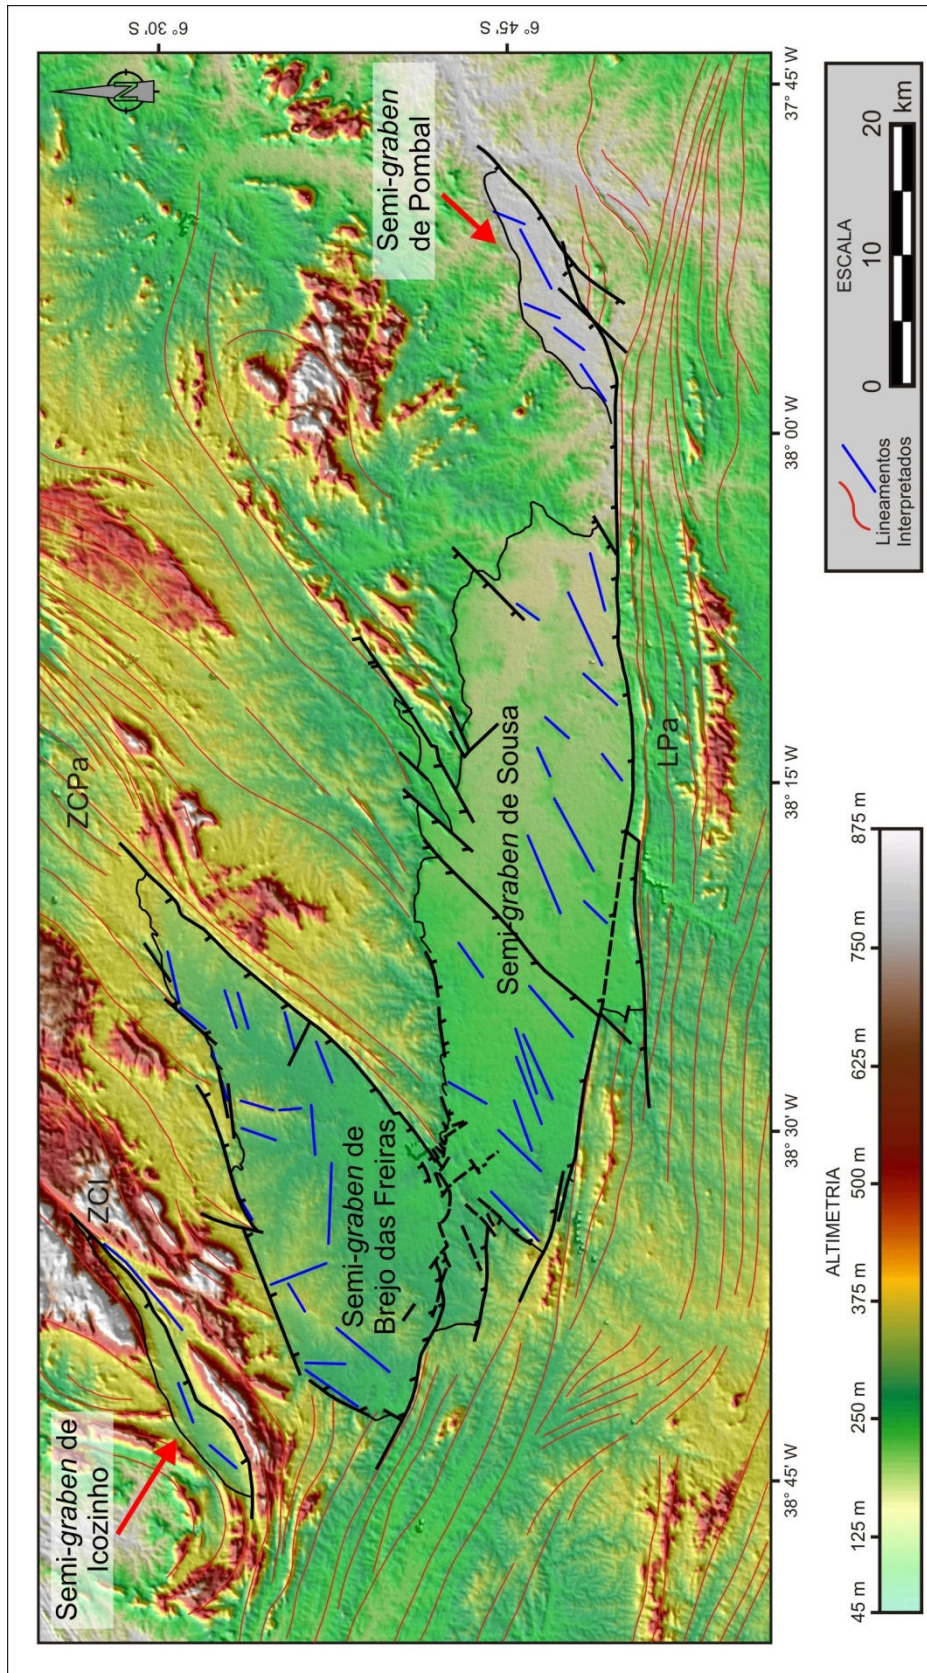 6° 30' S
6° 45' S
37° 45' W
38° 00' W
38° 15' W
38° 30' W
38° 45' W
N
Semi-graben de
Icozinho
ZCI
ZCPa
Semi-graben de
Brejo das Freiras
Semi-graben de Sousa
Semi-graben
de Pombal
LPa
ALTIMETRIA
45 m
125 m
250 m
375 m
500 m
625 m
750 m
875 m
Lineamentos
Interpretados
ESCALA
0
10
20
km